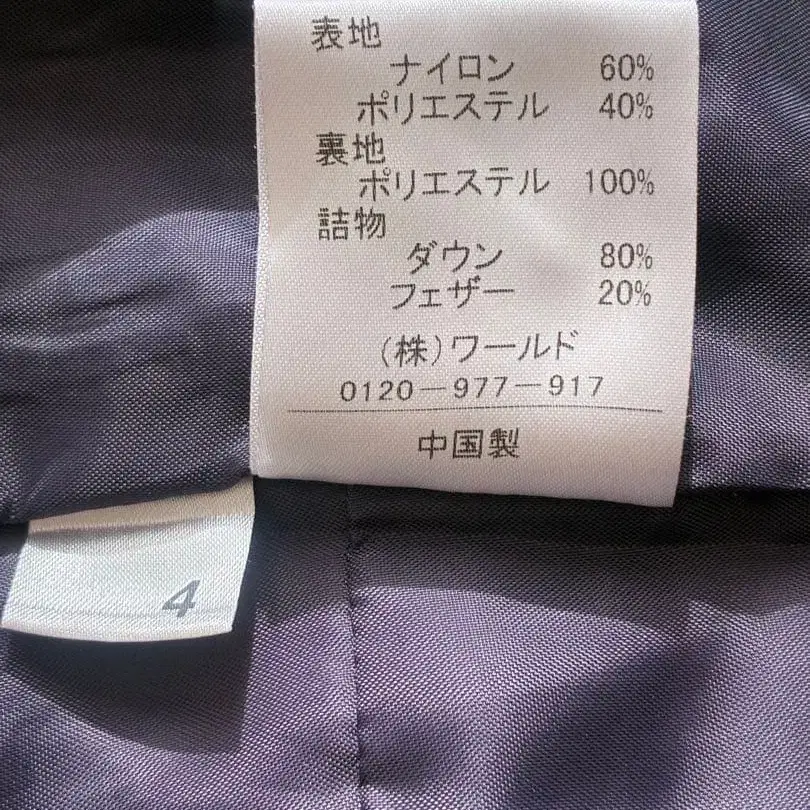 表地
ナイロン 60%
ポリエステル 40%
裏地
ポリエステル 100%
詰物
ダウン 80%
フェザー 20%
(株)ワールド
0120-977-917
中国製
4